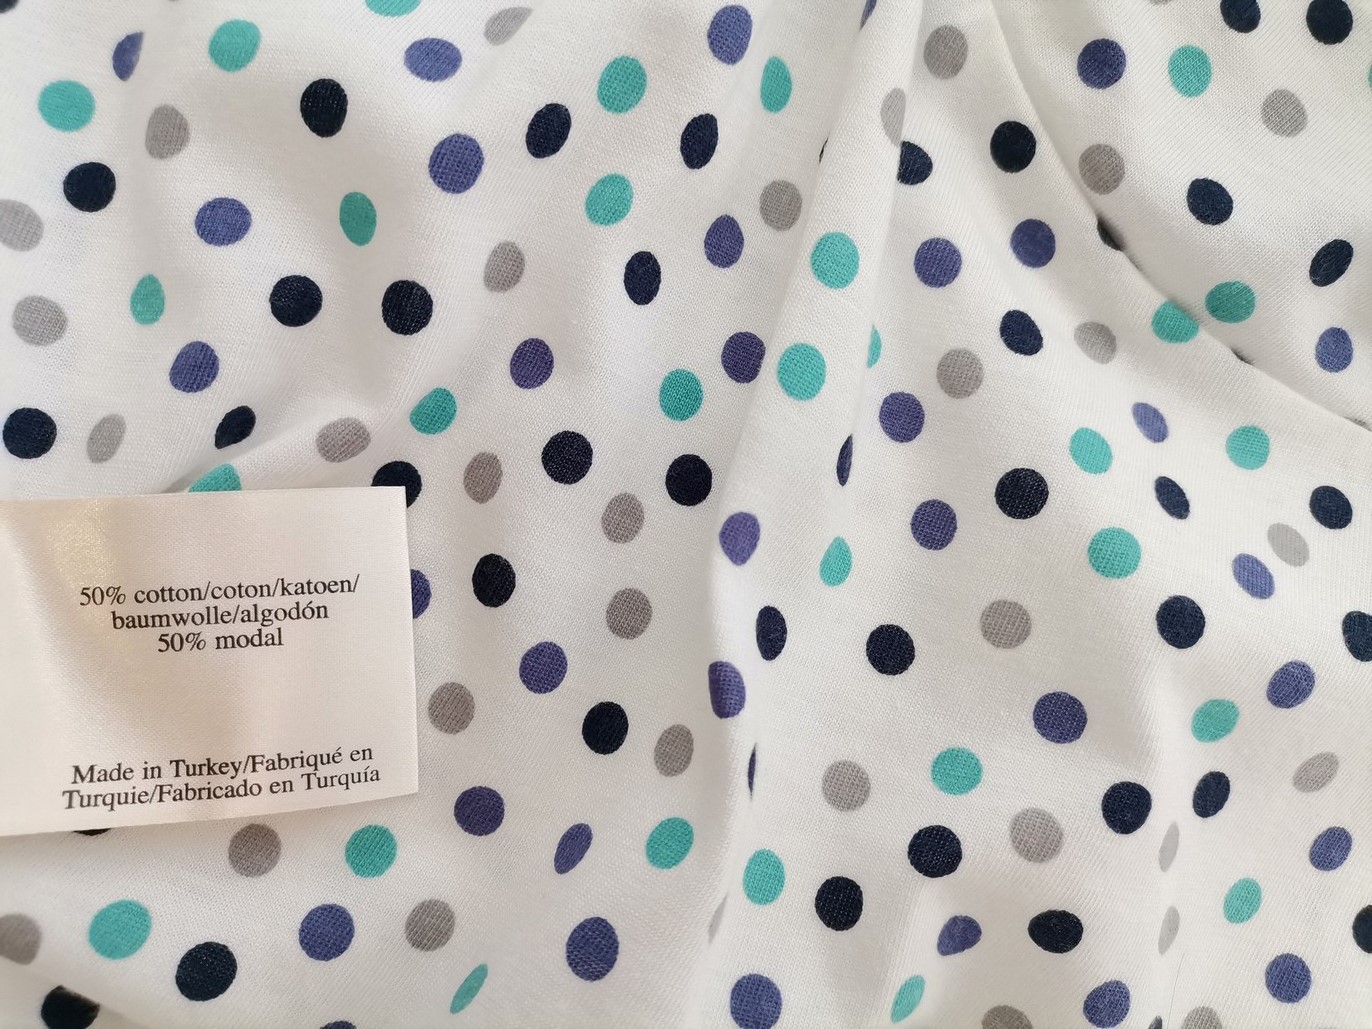 50% cotton/coton/katoen/
baumwolle/algodón
50% modal
Made in Turkey/Fabriqué en
Turquie/Fabricado en Turquía